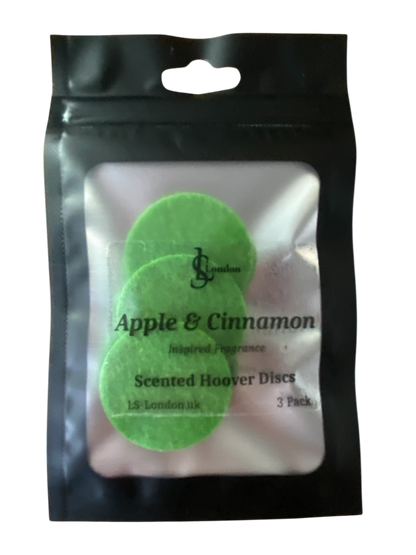 LS London
Apple & Cinnamon
Inspired Fragrance
Scented Hoover Discs
LS-London.uk 3 Pack